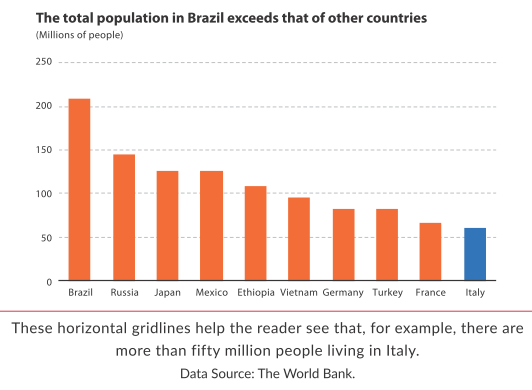 The total population in Brazil exceeds that of other countries
(Millions of people)
250
200
150
100
50
0
Brazil Russia Japan Mexico Ethiopia Vietnam Germany Turkey France Italy
These horizontal gridlines help the reader see that, for example, there are
more than fifty million people living in Italy.
Data Source: The World Bank.